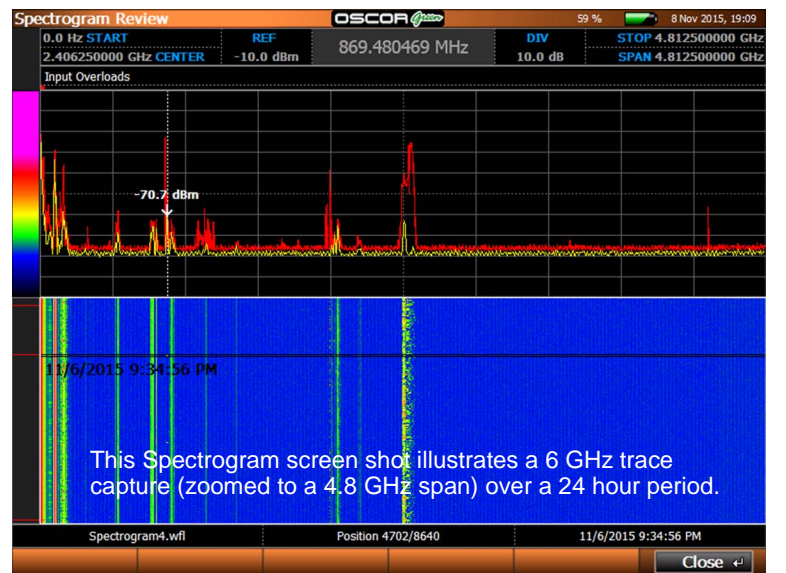 Spectrogram Review OSCOR Green 59 % 8 Nov 2015, 19:09
0.0 Hz START REF 869.480469 MHz DIV STOP 4.812500000 GHz
2.406250000 GHz CENTER -10.0 dBm 10.0 dB SPAN 4.812500000 GHz
Input Overloads
-70.7 dBm
11/6/2015 9:34:56 PM
This Spectrogram screen shot illustrates a 6 GHz trace
capture (zoomed to a 4.8 GHz span) over a 24 hour period.
Spectrogram4.wfl Position 4702/8640 11/6/2015 9:34:56 PM
Close ↵